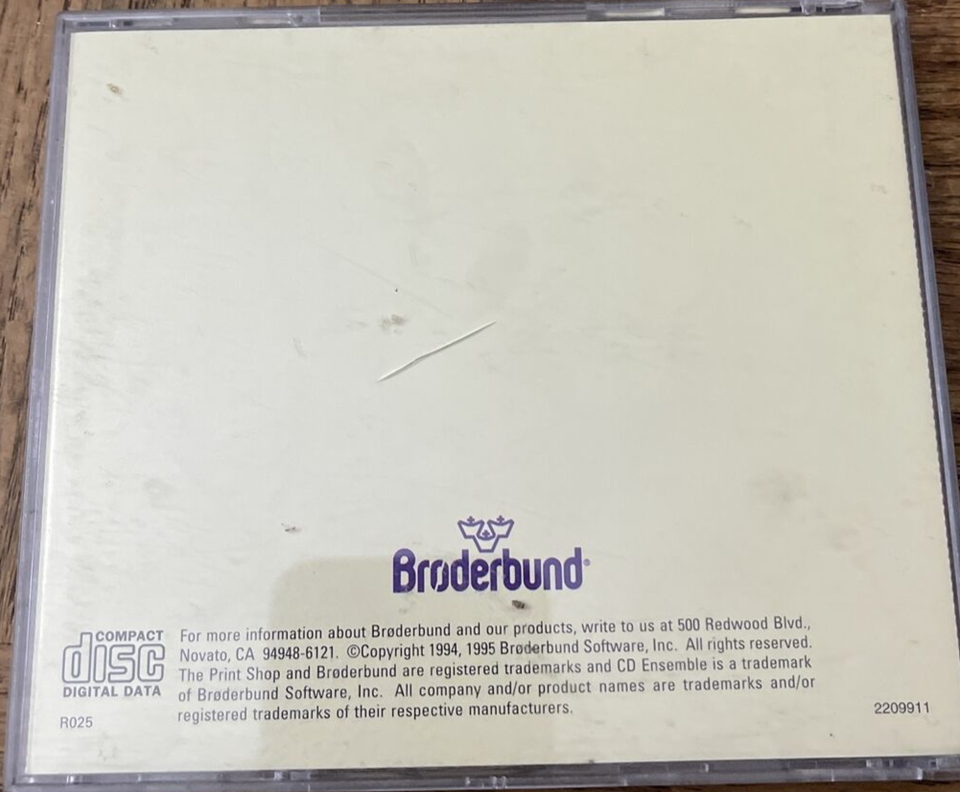 Brøderbund
COMPACT
disc
DIGITAL DATA
For more information about Brøderbund and our products, write to us at 500 Redwood Blvd.,
Novato, CA 94948-6121. ©Copyright 1994, 1995 Brøderbund Software, Inc. All rights reserved.
The Print Shop and Brøderbund are registered trademarks and CD Ensemble is a trademark
of Brøderbund Software, Inc. All company and/or product names are trademarks and/or
registered trademarks of their respective manufacturers.
R025
2209911